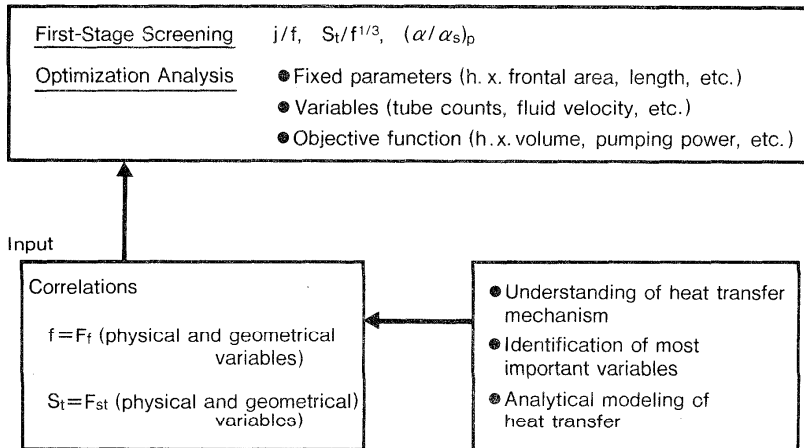 First-Stage Screening j/f, St/f1/3, (α/αs)p
Optimization Analysis ● Fixed parameters (h. x. frontal area, length, etc.)
● Variables (tube counts, fluid velocity, etc.)
● Objective function (h. x. volume, pumping power, etc.)
Input
Correlations
f=Ff (physical and geometrical
variables)
St=Fst (physical and geometrical)
variables)
● Understanding of heat transfer
mechanism
● Identification of most
important variables
● Analytical modeling of
heat transfer